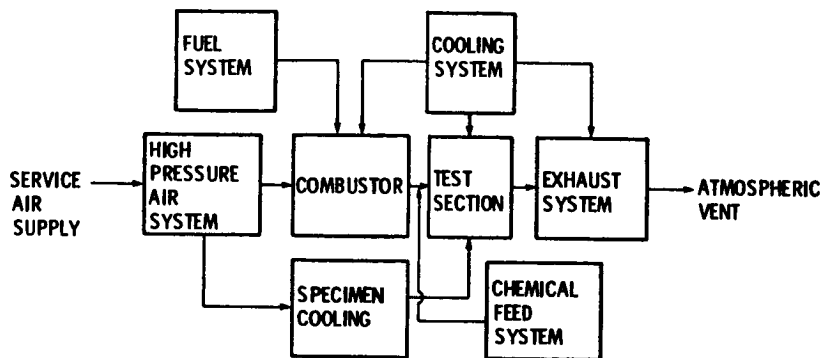 FUEL
SYSTEM
COOLING
SYSTEM
SERVICE
AIR
SUPPLY
HIGH
PRESSURE
AIR
SYSTEM
COMBUSTOR
TEST
SECTION
EXHAUST
SYSTEM
ATMOSPHERIC
VENT
SPECIMEN
COOLING
CHEMICAL
FEED
SYSTEM